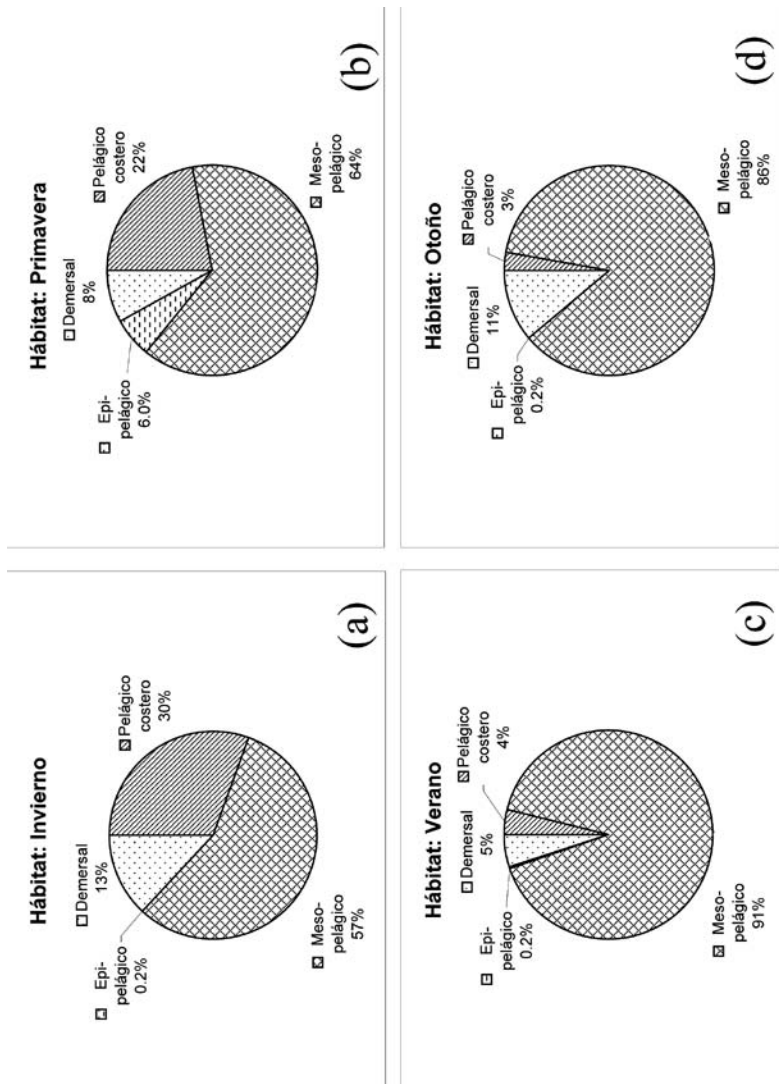 Hábitat: Invierno
Demersal
13%
Epi-
pelágico
0.2%
Pelágico
costero
30%
Meso-
pelágico
57%
(a)
Hábitat: Primavera
Demersal
8%
Epi-
pelágico
6.0%
Pelágico
costero
22%
Meso-
pelágico
64%
(b)
Hábitat: Verano
Demersal
5%
Epi-
pelágico
0.2%
Pelágico
costero
4%
Meso-
pelágico
91%
(c)
Hábitat: Otoño
Demersal
11%
Epi-
pelágico
0.2%
Pelágico
costero
3%
Meso-
pelágico
86%
(d)